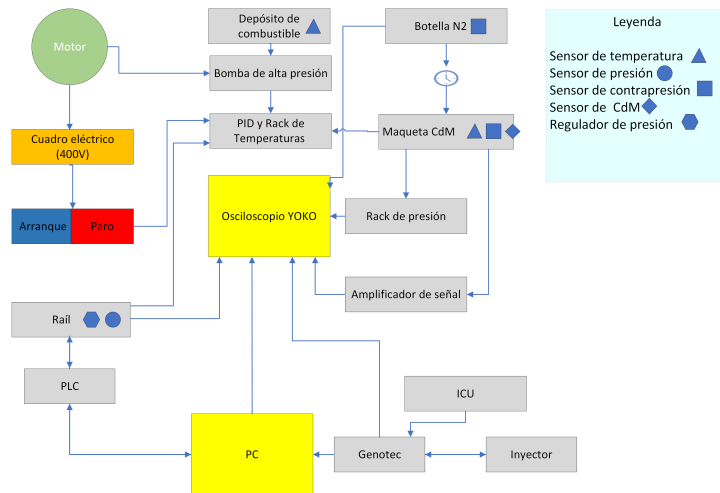 Motor
Depósito de
combustible
Botella N2
Leyenda
Sensor de temperatura
Sensor de presión
Sensor de contrapresión
Sensor de CdM
Regulador de presión
Bomba de alta presión
PID y Rack de
Temperaturas
Maqueta CdM
Cuadro eléctrico
(400V)
Arranque
Paro
Osciloscopio YOKO
Rack de presión
Amplificador de señal
Raíl
PLC
ICU
PC
Genotec
Inyector